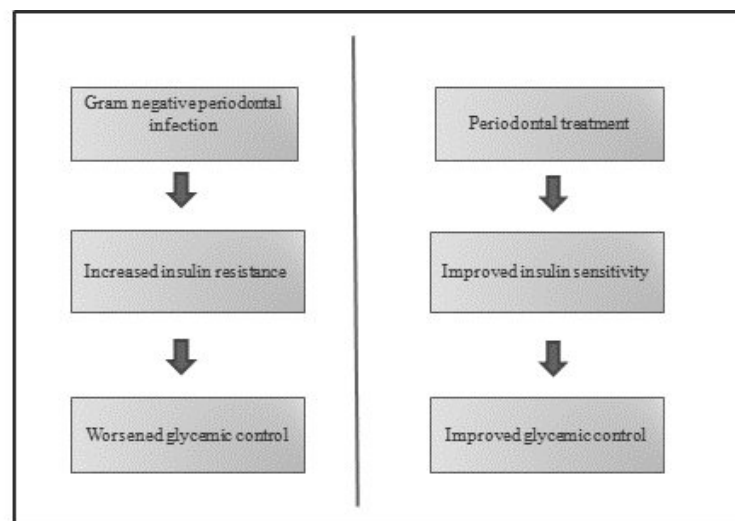 Gram negative periodontal
infection
Increased insulin resistance
Worsened glycemic control
Periodontal treatment
Improved insulin sensitivity
Improved glycemic control